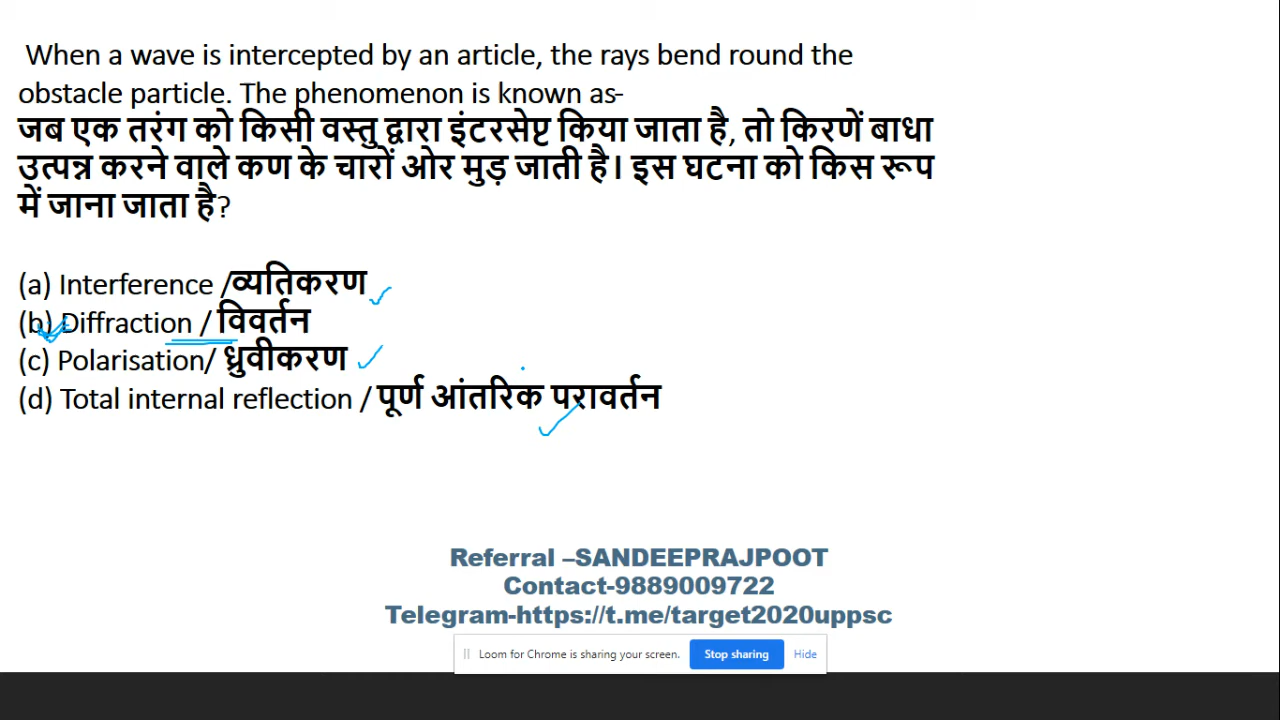 When a wave is intercepted by an article, the rays bend round the
obstacle particle. The phenomenon is known as-
जब एक तरंग को किसी वस्तु द्वारा इंटरसेप्ट किया जाता है, तो किरणें बाधा
उत्पन्न करने वाले कण के चारों ओर मुड़ जाती है। इस घटना को किस रूप
में जाना जाता है?
(a) Interference /व्यतिकरण
(b) Diffraction / विवर्तन
(c) Polarisation/ ध्रुवीकरण
(d) Total internal reflection / पूर्ण आंतरिक परावर्तन
Referral –SANDEEPRAJPOOT
Contact-9889009722
Telegram-https://t.me/target2020uppsc
Loom for Chrome is sharing your screen. Stop sharing Hide